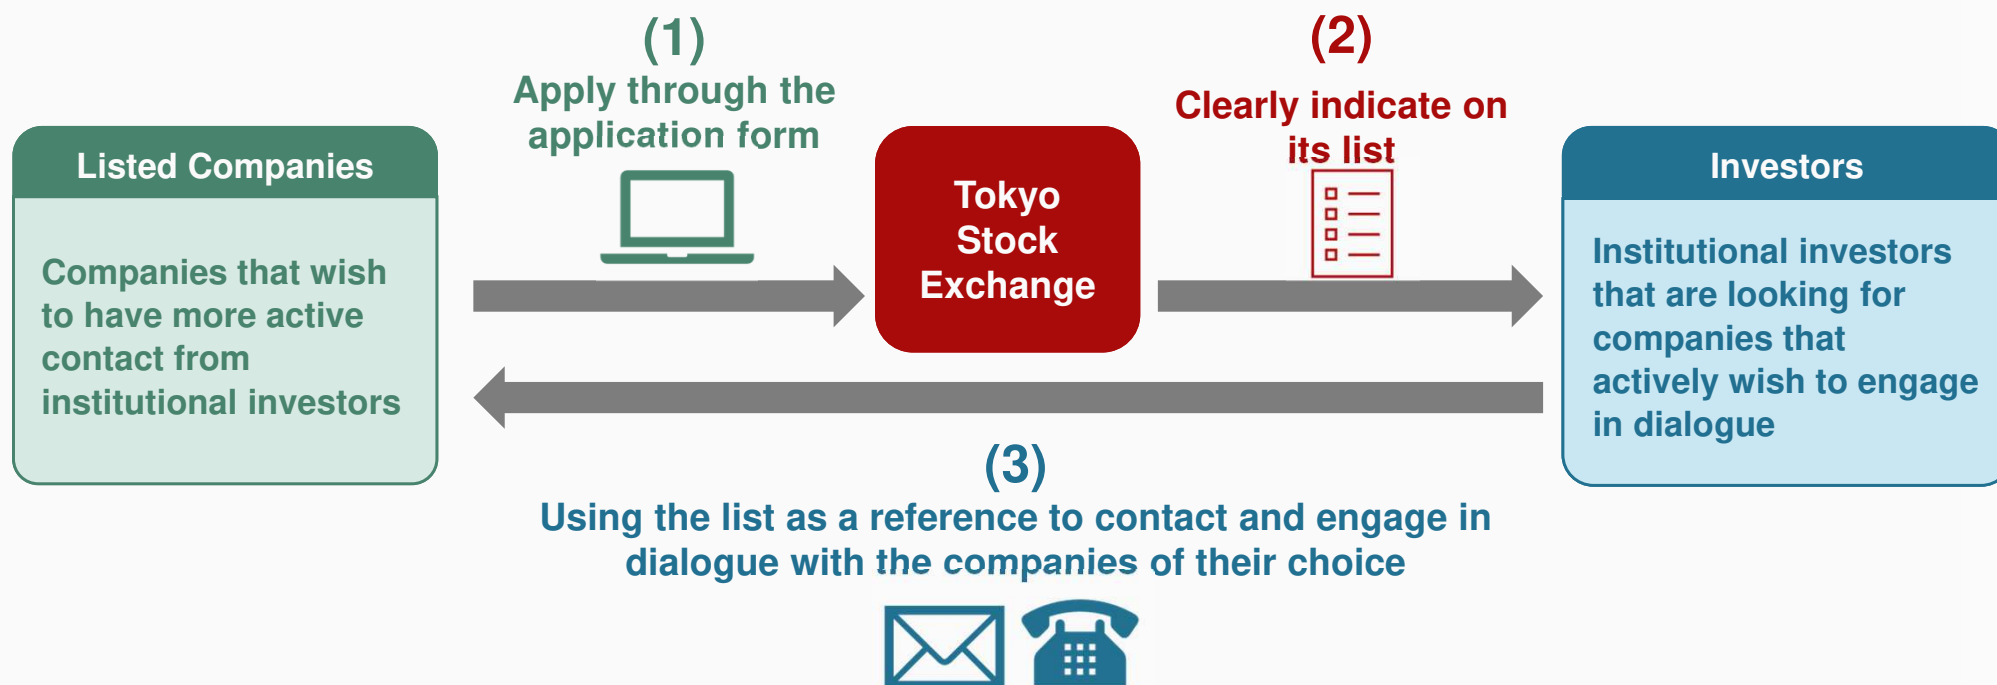 (1)
Apply through the
application form
(2)
Clearly indicate on
its list
Listed Companies
Companies that wish
to have more active
contact from
institutional investors
Tokyo
Stock
Exchange
Investors
Institutional investors
that are looking for
companies that
actively wish to engage
in dialogue
(3)
Using the list as a reference to contact and engage in
dialogue with the companies of their choice